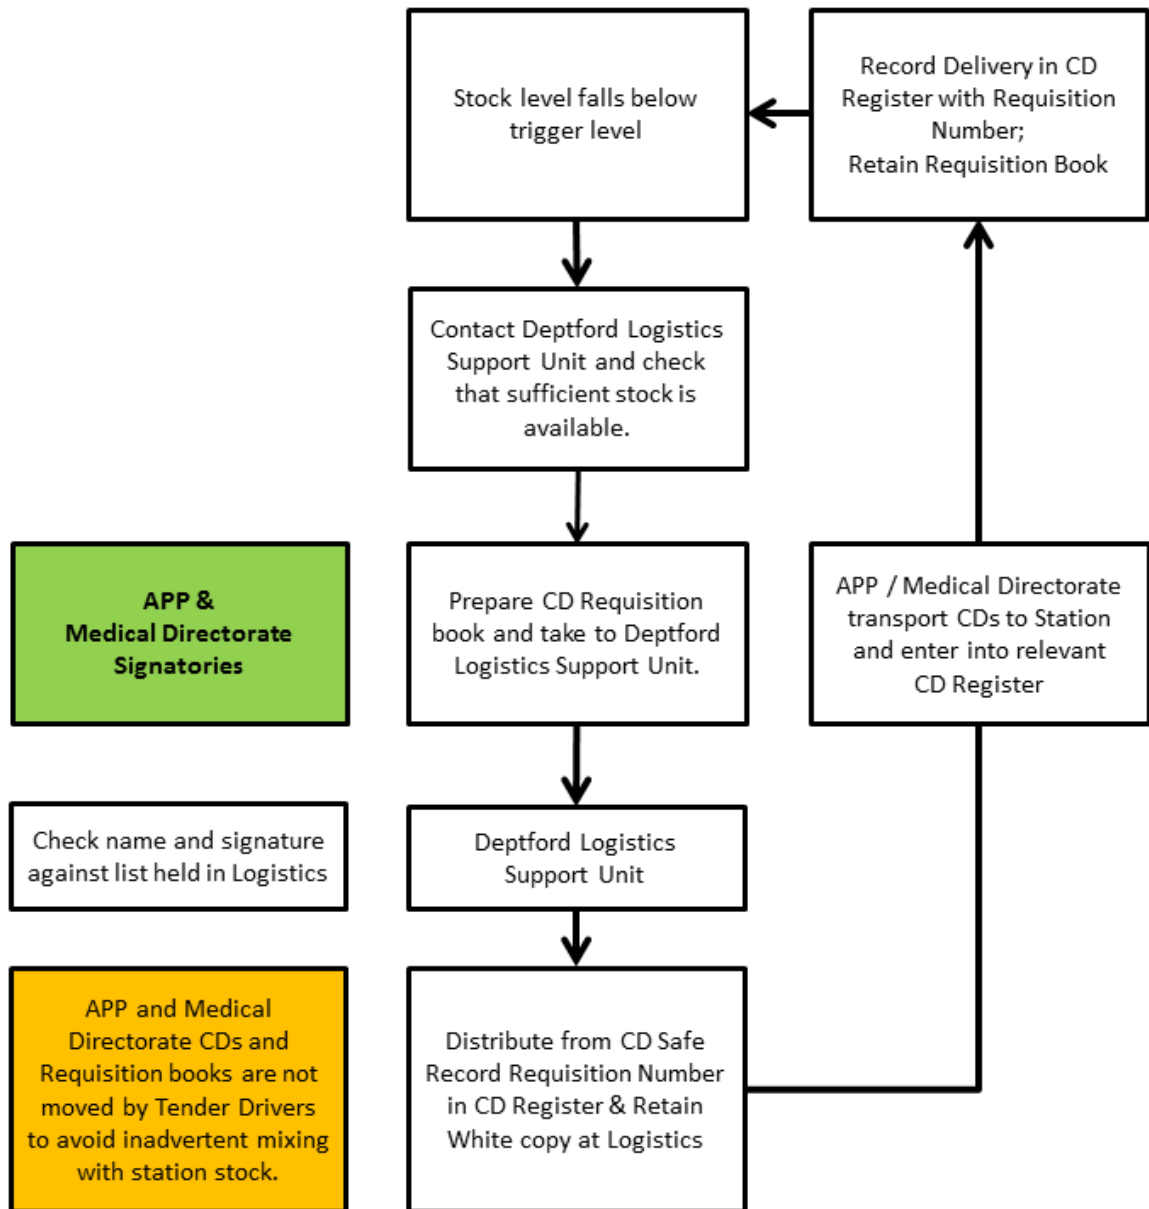 Stock level falls below
trigger level
Record Delivery in CD
Register with Requisition
Number;
Retain Requisition Book
Contact Deptford Logistics
Support Unit and check
that sufficient stock is
available.
APP &
Medical Directorate
Signatories
Prepare CD Requisition
book and take to Deptford
Logistics Support Unit.
APP / Medical Directorate
transport CDs to Station
and enter into relevant
CD Register
Check name and signature
against list held in Logistics
Deptford Logistics
Support Unit
APP and Medical
Directorate CDs and
Requisition books are not
moved by Tender Drivers
to avoid inadvertent mixing
with station stock.
Distribute from CD Safe
Record Requisition Number
in CD Register & Retain
White copy at Logistics